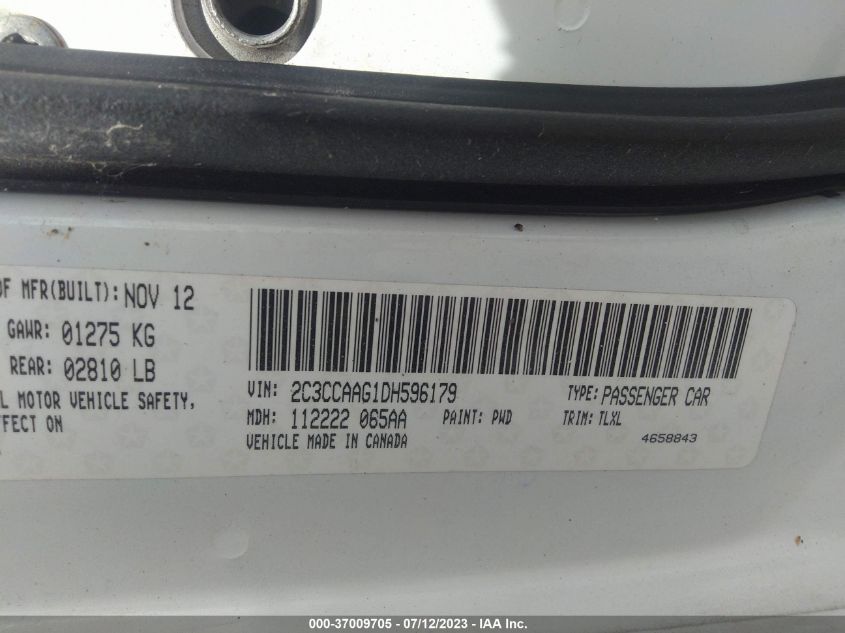 OF MFR(BUILT): NOV 12
GAWR: 01275 KG
REAR: 02810 LB
L MOTOR VEHICLE SAFETY,
FFECT ON
VIN: 2C3CCAAG1DH596179 TYPE: PASSENGER CAR
MDH: 112222 065AA PAINT: PWD TRIM: TLXL
VEHICLE MADE IN CANADA 4658843
000-37009705 - 07/12/2023 - IAA Inc.